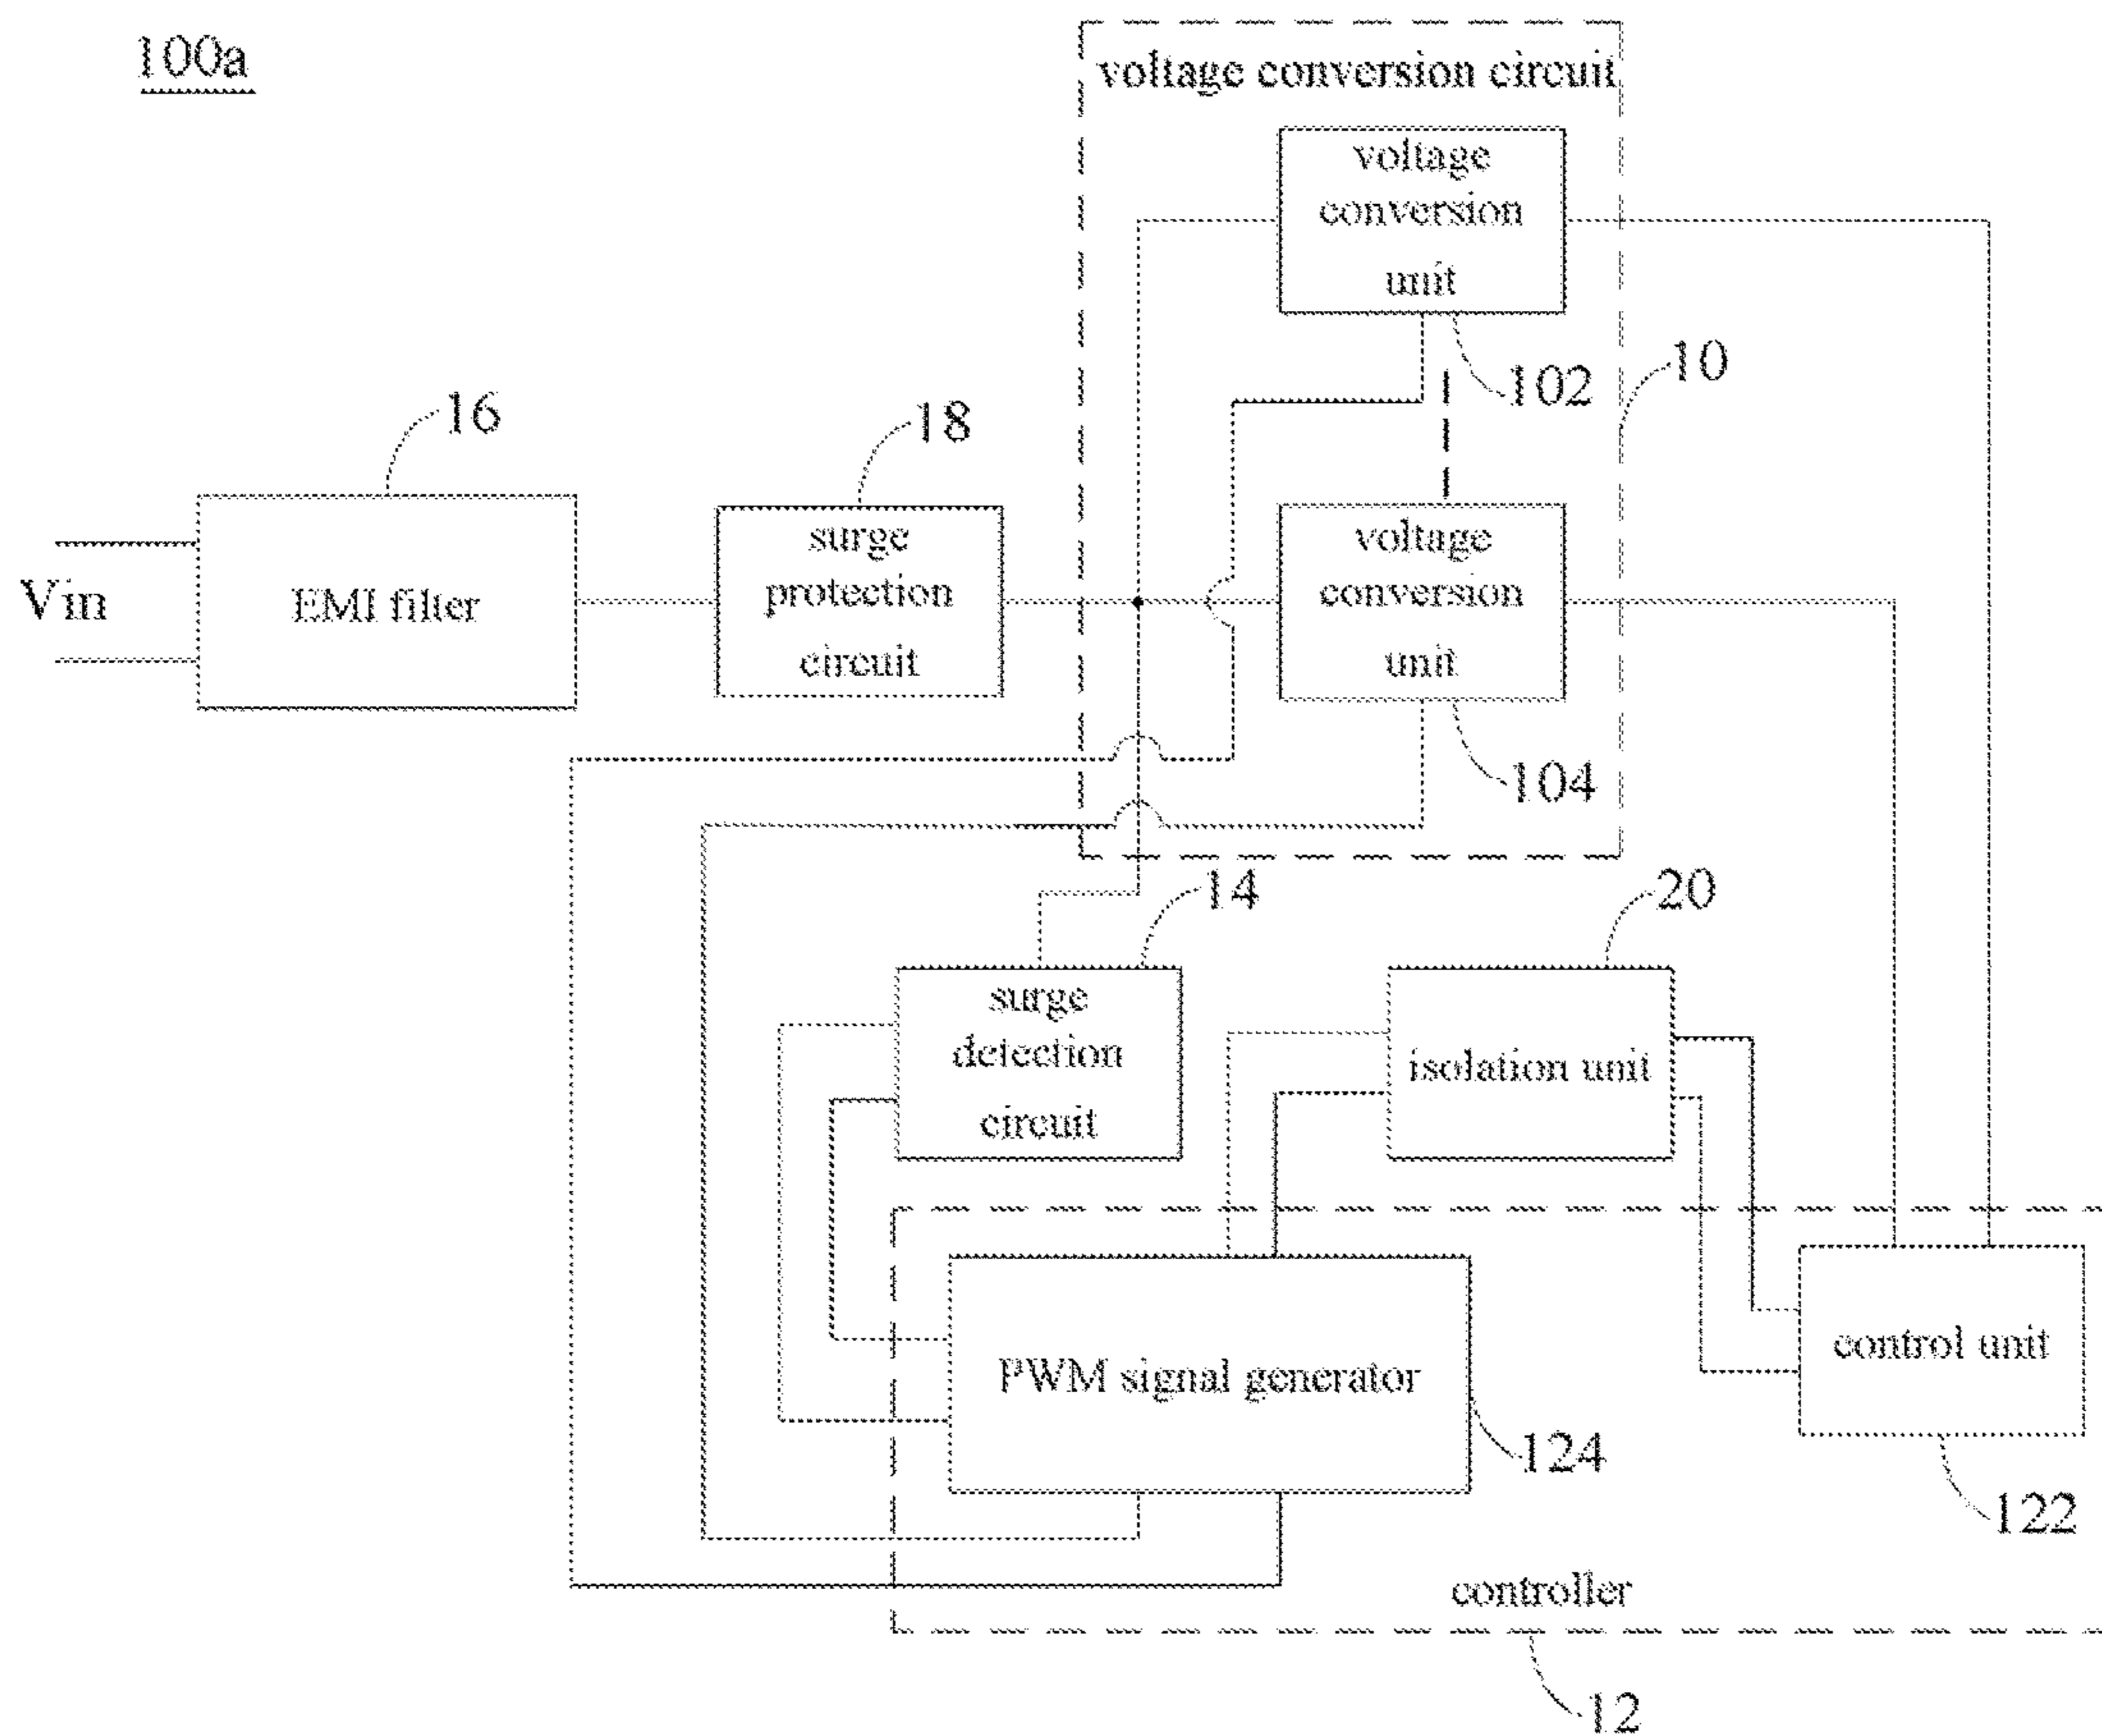 100a
voltage conversion circuit
voltage
conversion
unit
102
10
16
18
Vin
EMI filter
surge
protection
circuit
voltage
conversion
unit
104
14
20
surge
detection
circuit
isolation unit
PWM signal generator
control unit
124
122
controller
12